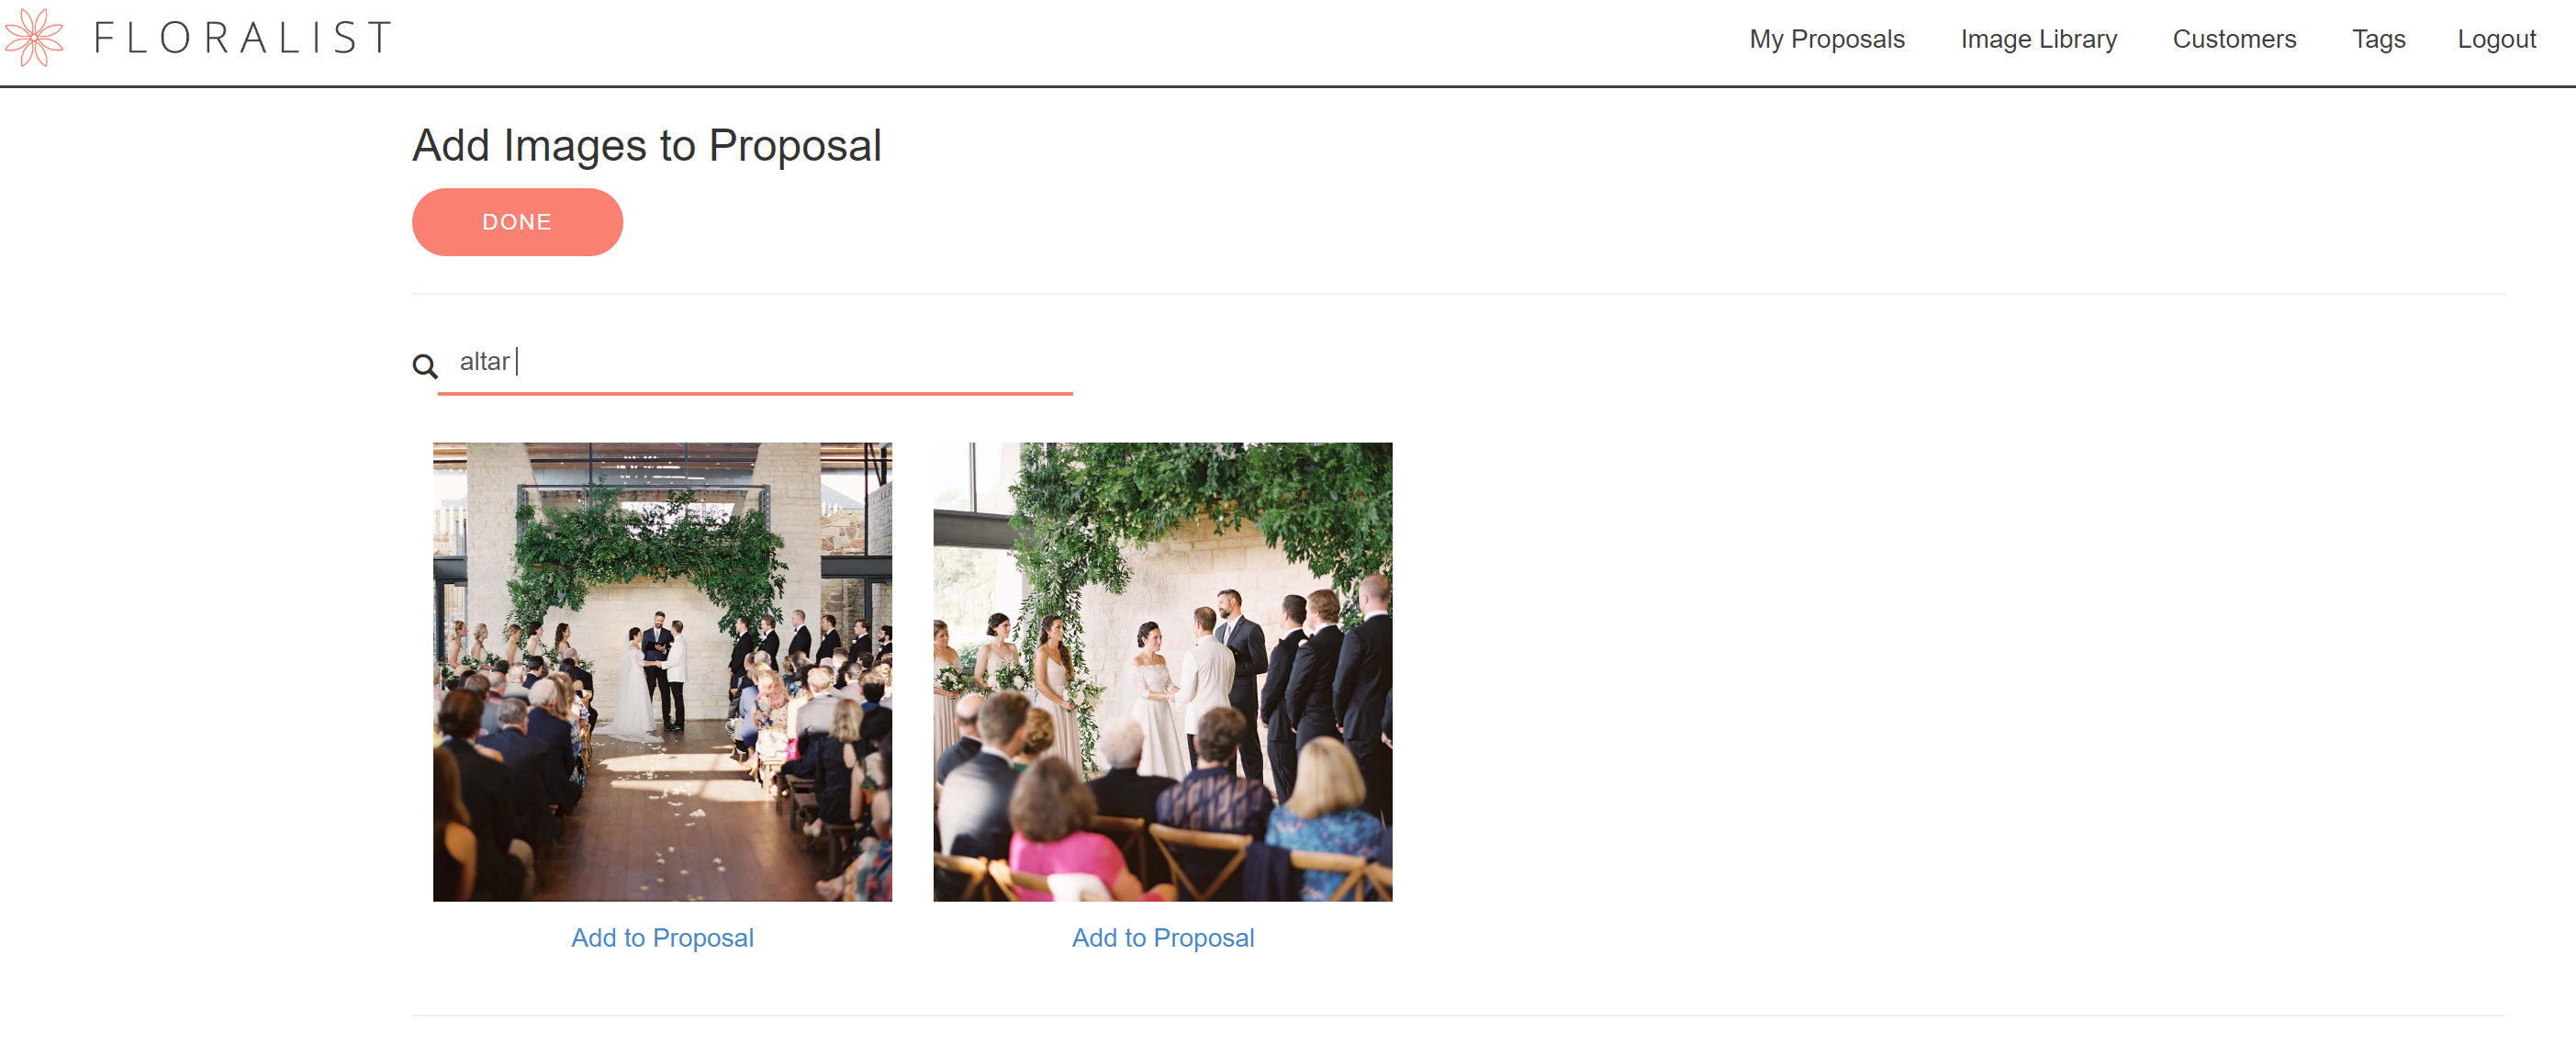 FLORALIST
My Proposals Image Library Customers Tags Logout
Add Images to Proposal
DONE
altar
Add to Proposal Add to Proposal